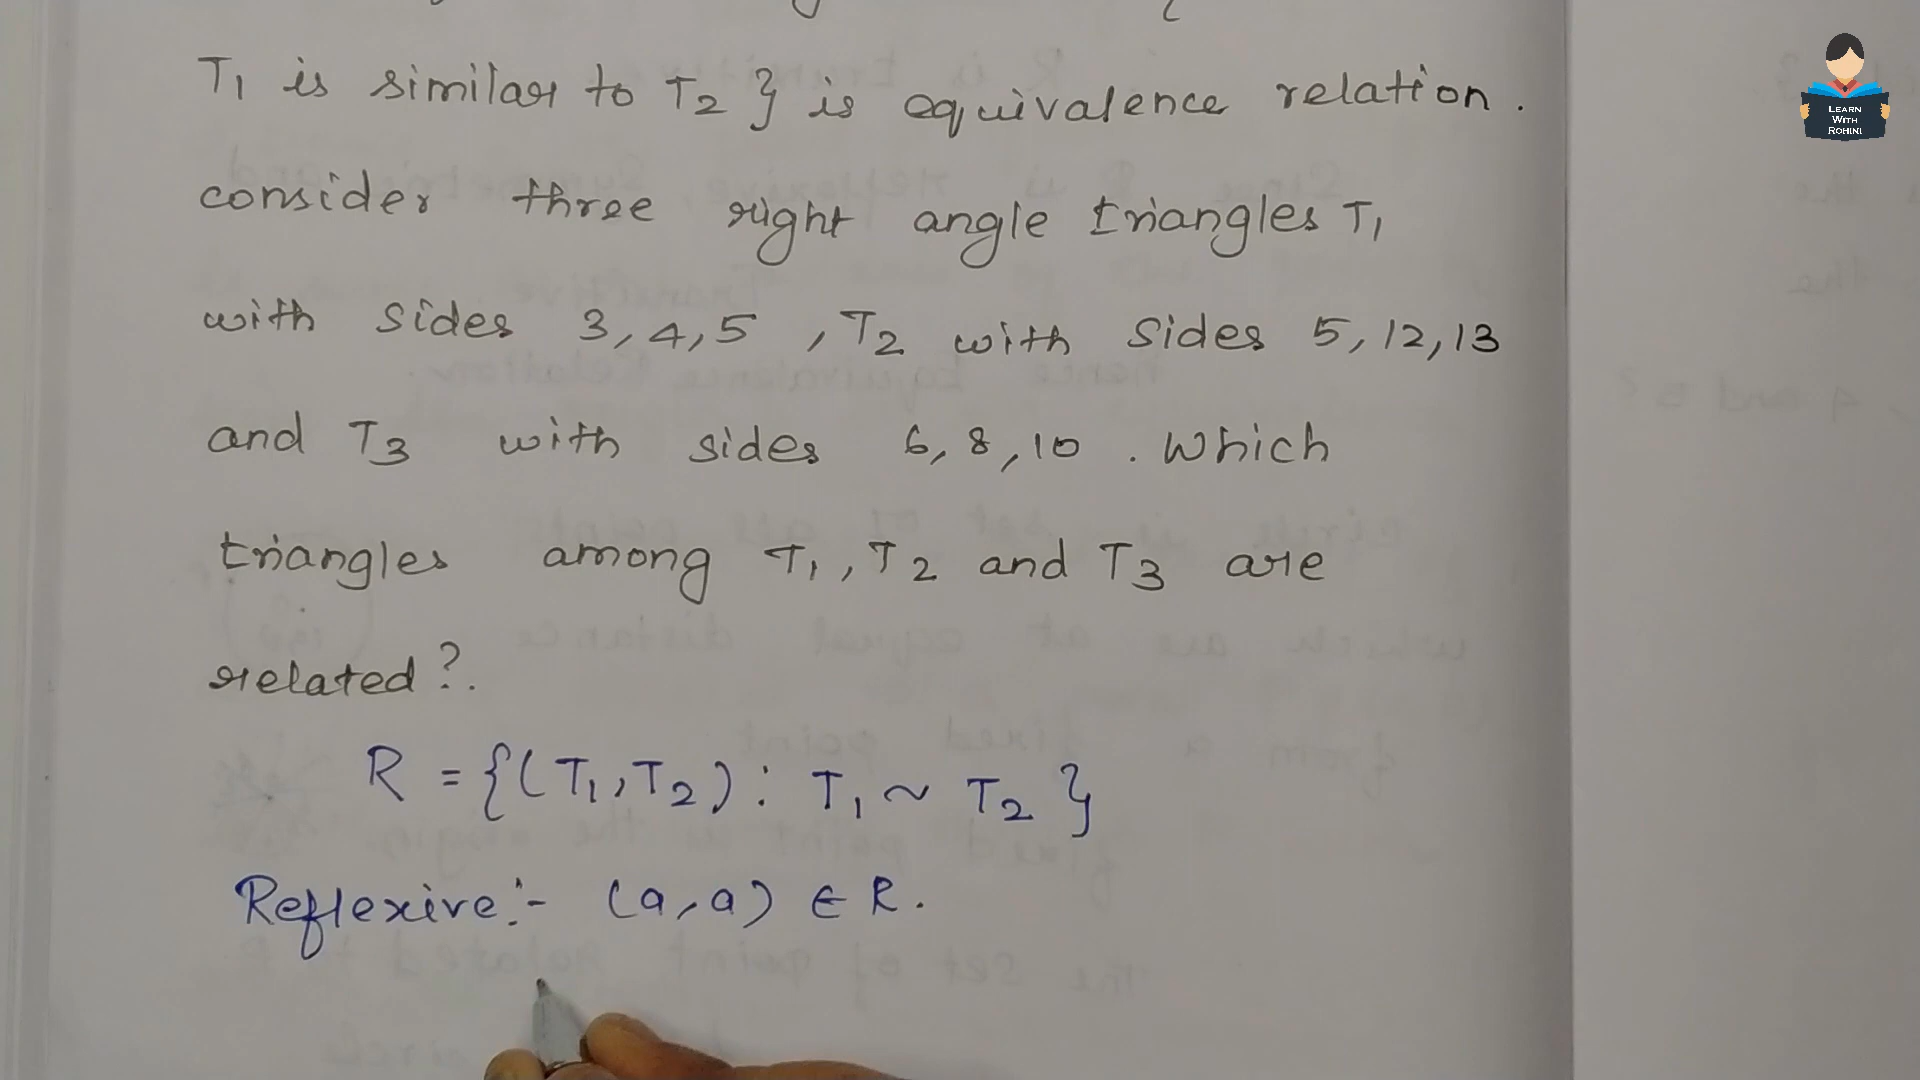 T1 is similar to T2 } is equivalence relation.
LEARN
WITH
ROHINI
consider three right angle triangles T1
with sides 3, 4, 5 , T2 with sides 5, 12, 13
and T3 with sides 6, 8, 10 . Which
triangles among T1, T2 and T3 are
related ?.
R = {(T1, T2) : T1 ~ T2 }
Reflexive :- (a, a) ∈ R.